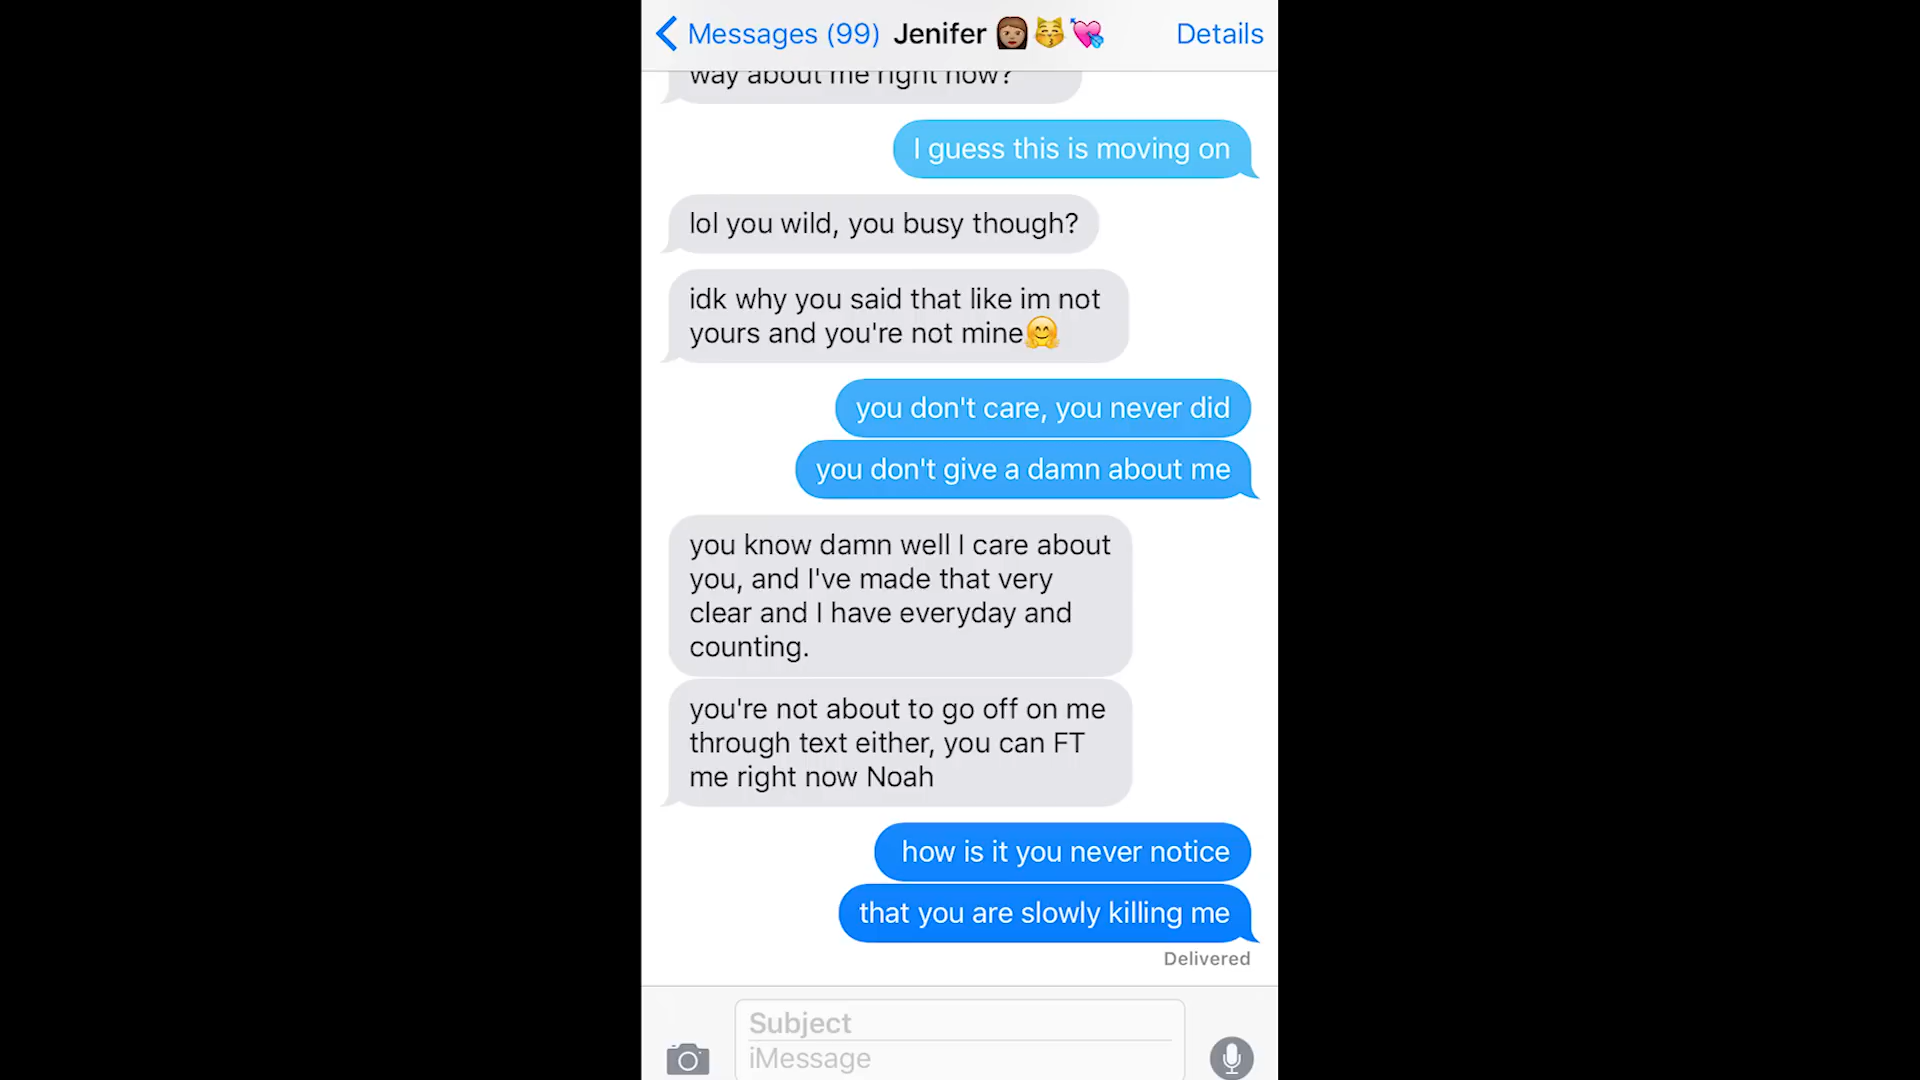 Messages (99) Jenifer 👩🏽😽💘 Details
way about me right now?
I guess this is moving on
lol you wild, you busy though?
idk why you said that like im not
yours and you're not mine🤗
you don't care, you never did
you don't give a damn about me
you know damn well I care about
you, and I've made that very
clear and I have everyday and
counting.
you're not about to go off on me
through text either, you can FT
me right now Noah
how is it you never notice
that you are slowly killing me
Delivered
Subject
iMessage